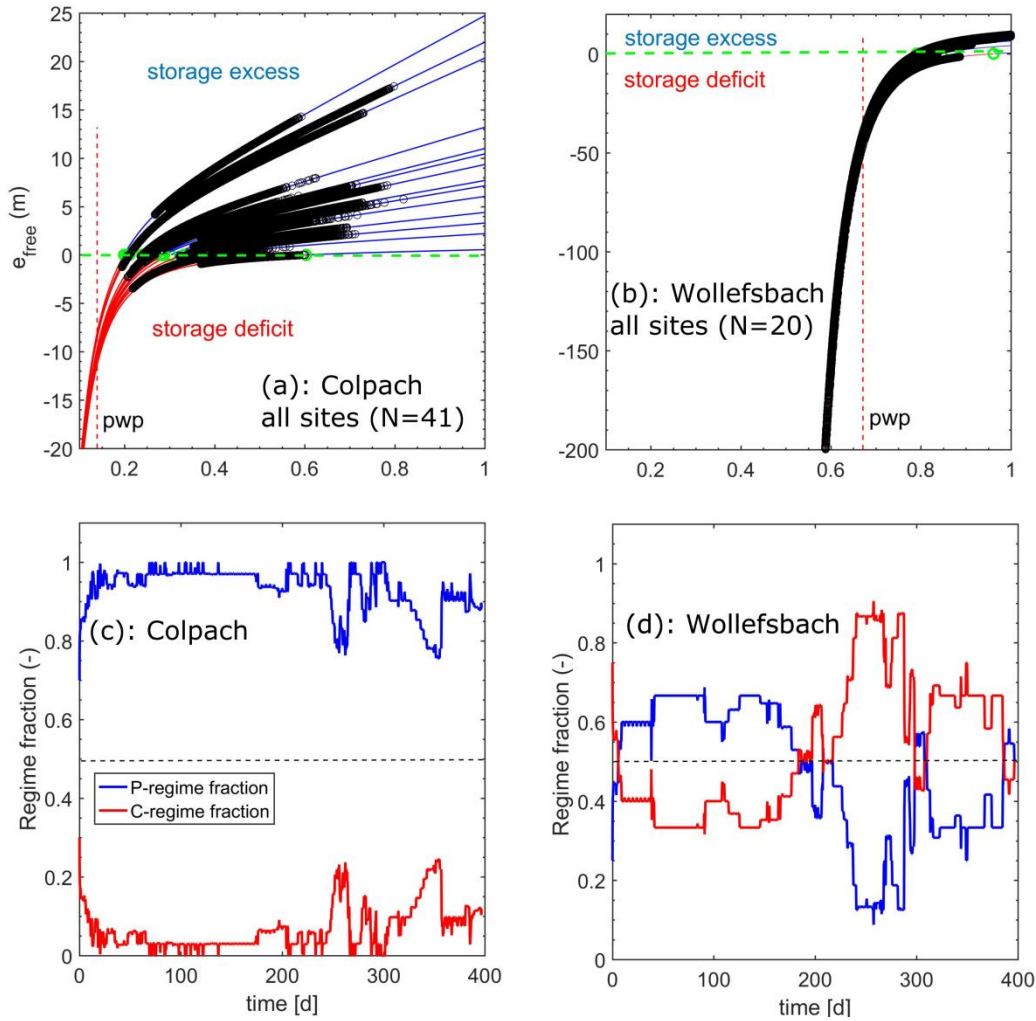 25
20
15
10
5
0
-5
-10
-15
-20
e_free (m)
storage excess
storage deficit
(a): Colpach
all sites (N=41)
pwp
0.2
0.4
0.6
0.8
1
0
-50
-100
-150
-200
storage excess
storage deficit
(b): Wollefsbach
all sites (N=20)
pwp
0.2
0.4
0.6
0.8
1
1
0.8
0.6
0.4
0.2
0
Regime fraction (-)
(c): Colpach
P-regime fraction
C-regime fraction
0
100
200
300
400
time [d]
1
0.8
0.6
0.4
0.2
0
Regime fraction (-)
(d): Wollefsbach
0
100
200
300
400
time [d]